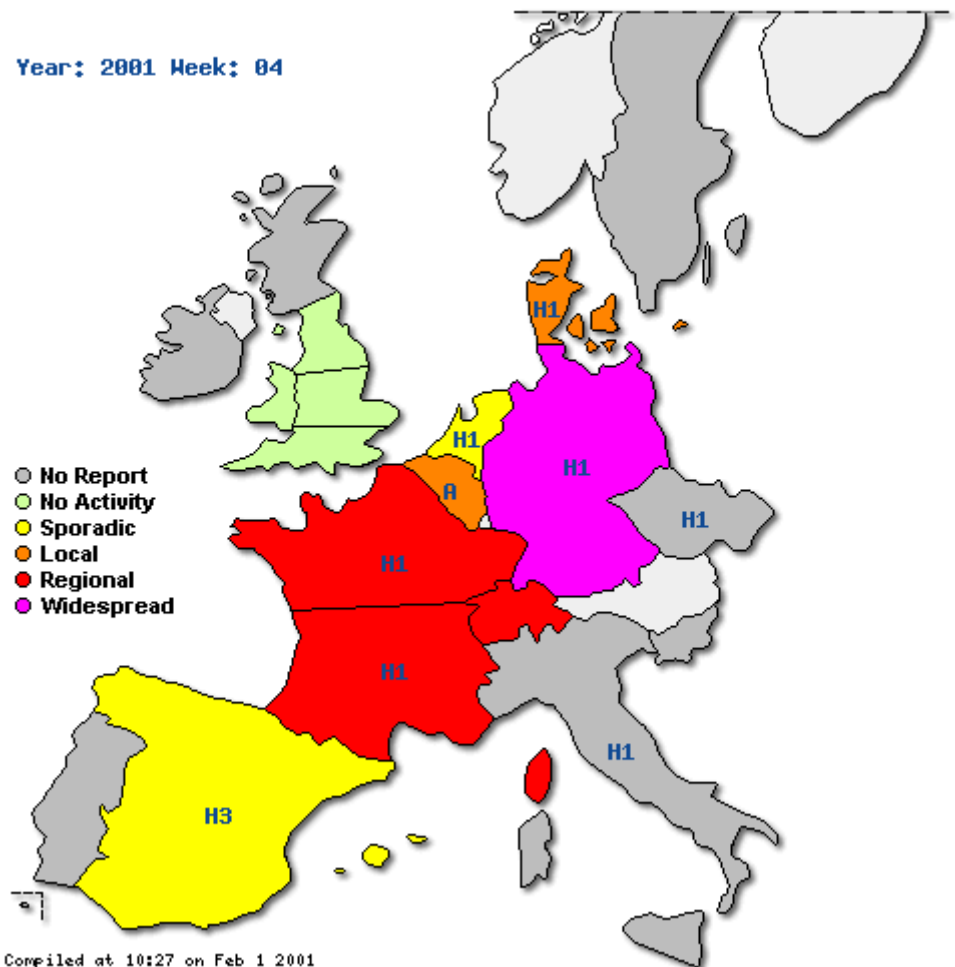 Year: 2001 Week: 04
H1
H1
H1
A
No Report
No Activity
Sporadic
Local
Regional
Widespread
H1
H1
H1
H1
H3
Compiled at 10:27 on Feb 1 2001